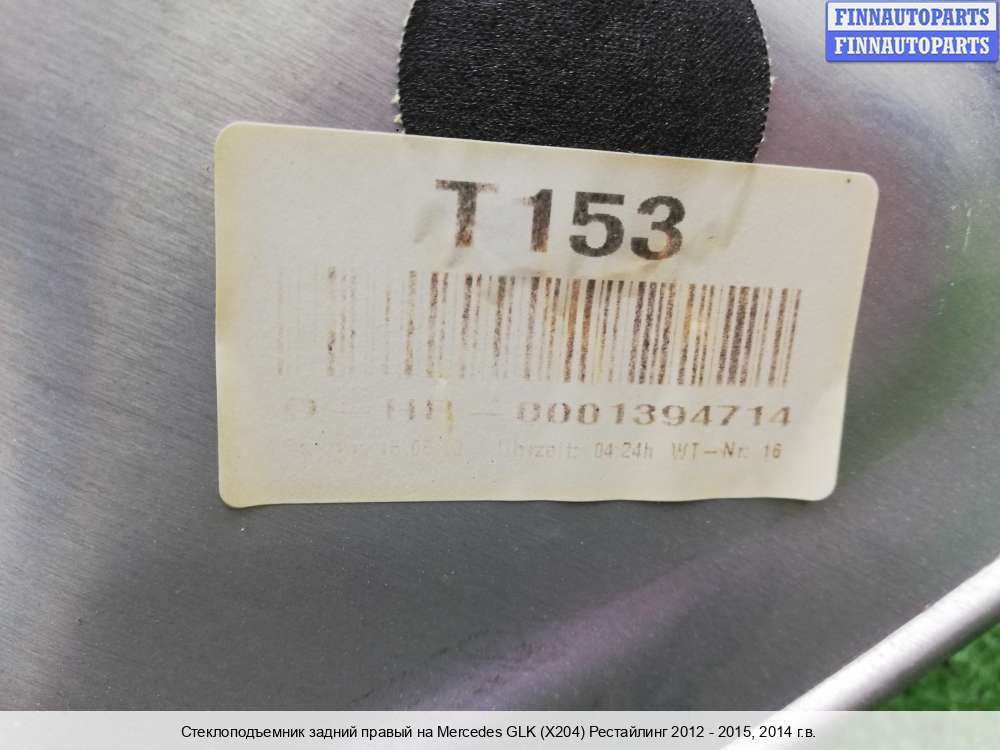 FINNAUTOPARTS
FINNAUTOPARTS
T 153
0001394714
Uhrzeit: 04:24h WT-Nr: 16
Стеклоподъемник задний правый на Mercedes GLK (X204) Рестайлинг 2012 - 2015, 2014 г.в.